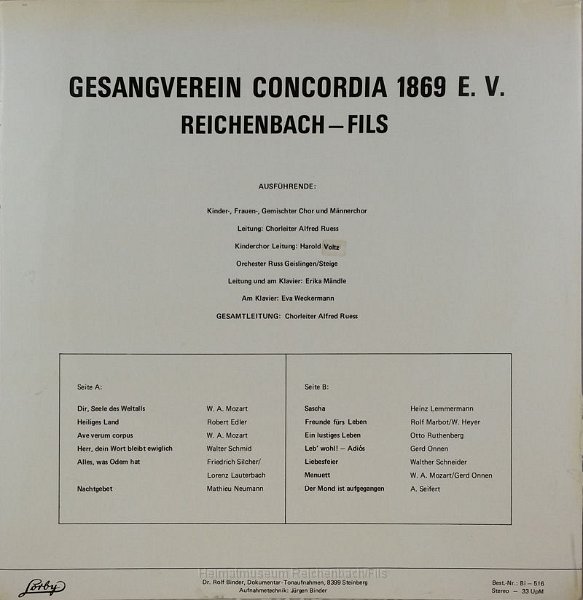 GESANGVEREIN CONCORDIA 1869 E. V.
REICHENBACH – FILS
AUSFÜHRENDE:
Kinder-, Frauen-, Gemischter Chor und Männerchor
Leitung: Chorleiter Alfred Ruess
Kinderchor Leitung: Harold Voltz
Orchester Russ Geislingen/Steige
Leitung und am Klavier: Erika Mändle
Am Klavier: Eva Weckermann
GESAMTLEITUNG: Chorleiter Alfred Ruess
Seite A:
Dir, Seele des Weltalls W. A. Mozart
Heiliges Land Robert Edler
Ave verum corpus W. A. Mozart
Herr, dein Wort bleibt ewiglich Walter Schmid
Alles, was Odem hat Friedrich Silcher/
Lorenz Lauterbach
Nachtgebet Mathieu Neumann
Seite B:
Sascha Heinz Lemmermann
Freunde fürs Leben Rolf Marbot/W. Heyer
Ein lustiges Leben Otto Ruthenberg
Leb' wohl! – Adiós Gerd Onnen
Liebesfeier Walther Schneider
Menuett W. A. Mozart/Gerd Onnen
Der Mond ist aufgegangen A. Seifert
Heimatmuseum Reichenbach/Fils
Lorby
Dr. Rolf Binder, Dokumentar-Tonaufnahmen, 8399 Steinberg
Aufnahmetechnik: Jürgen Binder
Best.-Nr.: Bi – 516
Stereo – 33 UpM